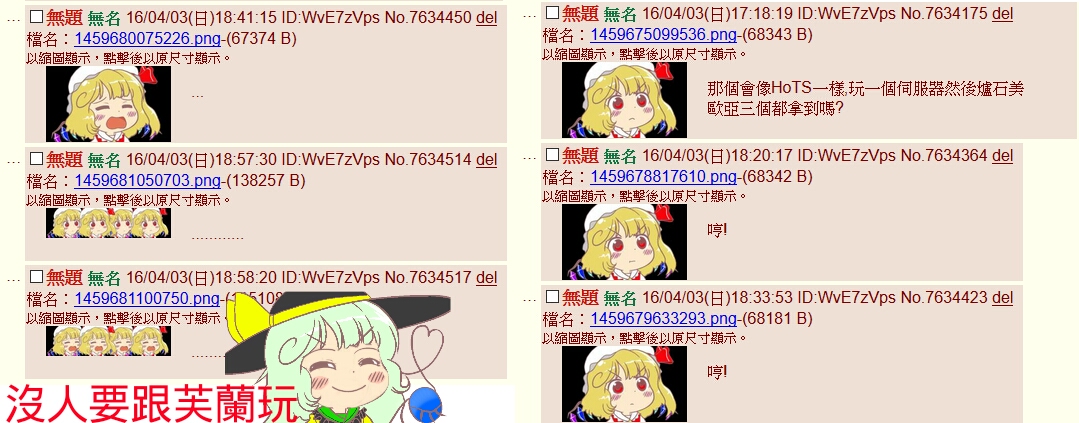 …
無題 無名 16/04/03(日)18:41:15 ID:WvE7zVps No.7634450 del
檔名：1459680075226.png-(67374 B)
以縮圖顯示，點擊後以原尺寸顯示。
...
…
無題 無名 16/04/03(日)18:57:30 ID:WvE7zVps No.7634514 del
檔名：1459681050703.png-(138257 B)
以縮圖顯示，點擊後以原尺寸顯示。
............
…
無題 無名 16/04/03(日)18:58:20 ID:WvE7zVps No.7634517 del
檔名：1459681100750.png-(
以縮圖顯示，點擊後以原尺寸顯示。
沒人要跟芙蘭玩
…
無題 無名 16/04/03(日)17:18:19 ID:WvE7zVps No.7634175 del
檔名：1459675099536.png-(68343 B)
以縮圖顯示，點擊後以原尺寸顯示。
那個會像HoTS一樣,玩一個伺服器然後爐石美
歐亞三個都拿到嗎?
…
無題 無名 16/04/03(日)18:20:17 ID:WvE7zVps No.7634364 del
檔名：1459678817610.png-(68342 B)
以縮圖顯示，點擊後以原尺寸顯示。
哼!
…
無題 無名 16/04/03(日)18:33:53 ID:WvE7zVps No.7634423 del
檔名：1459679633293.png-(68181 B)
以縮圖顯示，點擊後以原尺寸顯示。
哼!